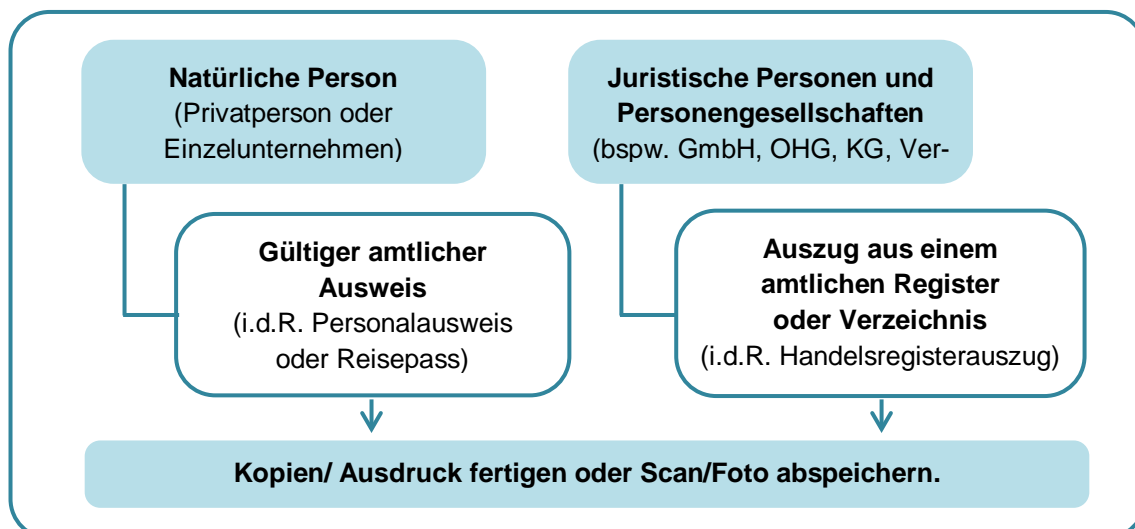 Natürliche Person
(Privatperson oder
Einzelunternehmen)
Juristische Personen und
Personengesellschaften
(bspw. GmbH, OHG, KG, Ver-
Gültiger amtlicher
Ausweis
(i.d.R. Personalausweis
oder Reisepass)
Auszug aus einem
amtlichen Register
oder Verzeichnis
(i.d.R. Handelsregisterauszug)
Kopien/ Ausdruck fertigen oder Scan/Foto abspeichern.